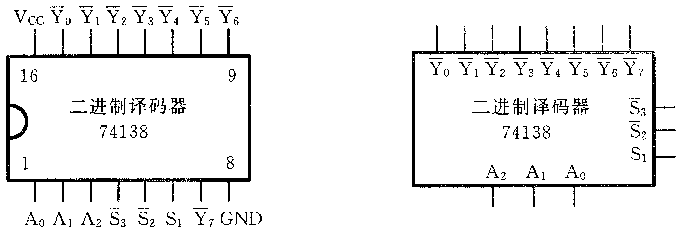 V_CC Y̅₀ Y̅₁ Y̅₂ Y̅₃ Y̅₄ Y̅₅ Y̅₆
16 9
二进制译码器
74138
1 8
A₀ A₁ A₂ S̅₃ S̅₂ S₁ Y̅₇ GND
Y̅₀ Y̅₁ Y̅₂ Y̅₃ Y̅₄ Y̅₅ Y̅₆ Y̅₇
二进制译码器
74138
S̅₃
S̅₂
S₁
A₂ A₁ A₀